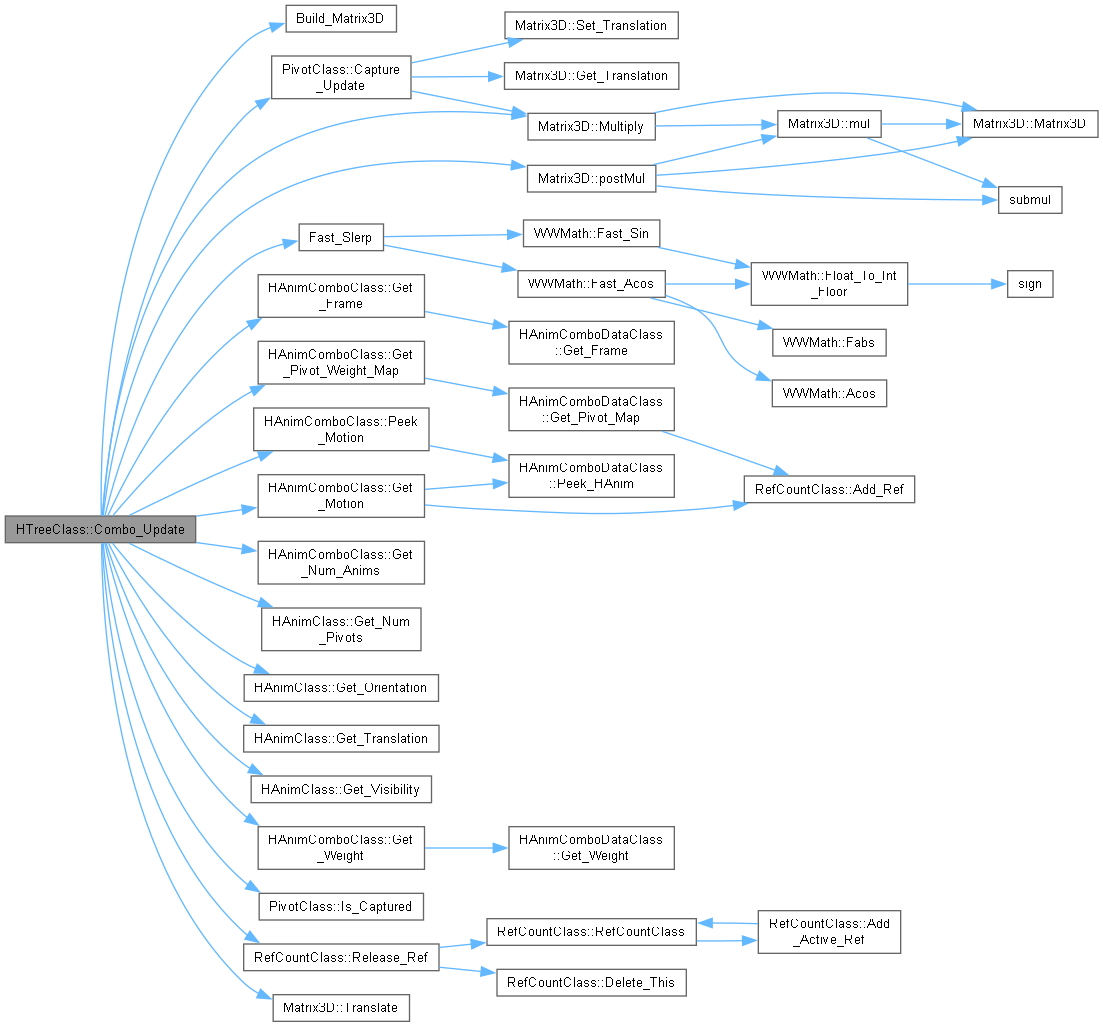 Build_Matrix3D
PivotClass::Capture
_Update
Matrix3D::Set_Translation
Matrix3D::Get_Translation
Matrix3D::Multiply
Matrix3D::mul
Matrix3D::Matrix3D
Matrix3D::postMul
submul
Fast_Slerp
WWMath::Fast_Sin
WWMath::Fast_Acos
WWMath::Float_To_Int
_Floor
sign
WWMath::Fabs
WWMath::Acos
HAnimComboClass::Get
_Frame
HAnimComboDataClass
::Get_Frame
HAnimComboClass::Get
_Pivot_Weight_Map
HAnimComboDataClass
::Get_Pivot_Map
HAnimComboClass::Peek
_Motion
HAnimComboDataClass
::Peek_HAnim
HAnimComboClass::Get
_Motion
RefCountClass::Add_Ref
HTreeClass::Combo_Update
HAnimComboClass::Get
_Num_Anims
HAnimClass::Get_Num
_Pivots
HAnimClass::Get_Orientation
HAnimClass::Get_Translation
HAnimClass::Get_Visibility
HAnimComboClass::Get
_Weight
HAnimComboDataClass
::Get_Weight
PivotClass::Is_Captured
RefCountClass::Release_Ref
RefCountClass::RefCountClass
RefCountClass::Add
_Active_Ref
RefCountClass::Delete_This
Matrix3D::Translate